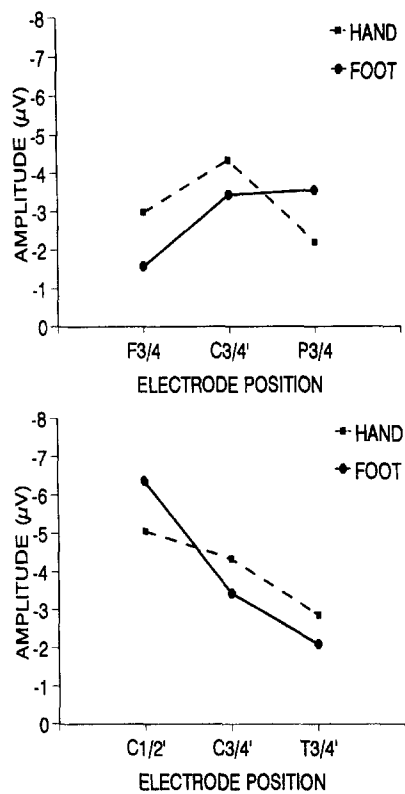 -8
-7
-6
-5
-4
-3
-2
-1
0
AMPLITUDE (µV)
HAND
FOOT
F3/4 C3/4' P3/4
ELECTRODE POSITION
-8
-7
-6
-5
-4
-3
-2
-1
0
AMPLITUDE (µV)
HAND
FOOT
C1/2' C3/4' T3/4'
ELECTRODE POSITION